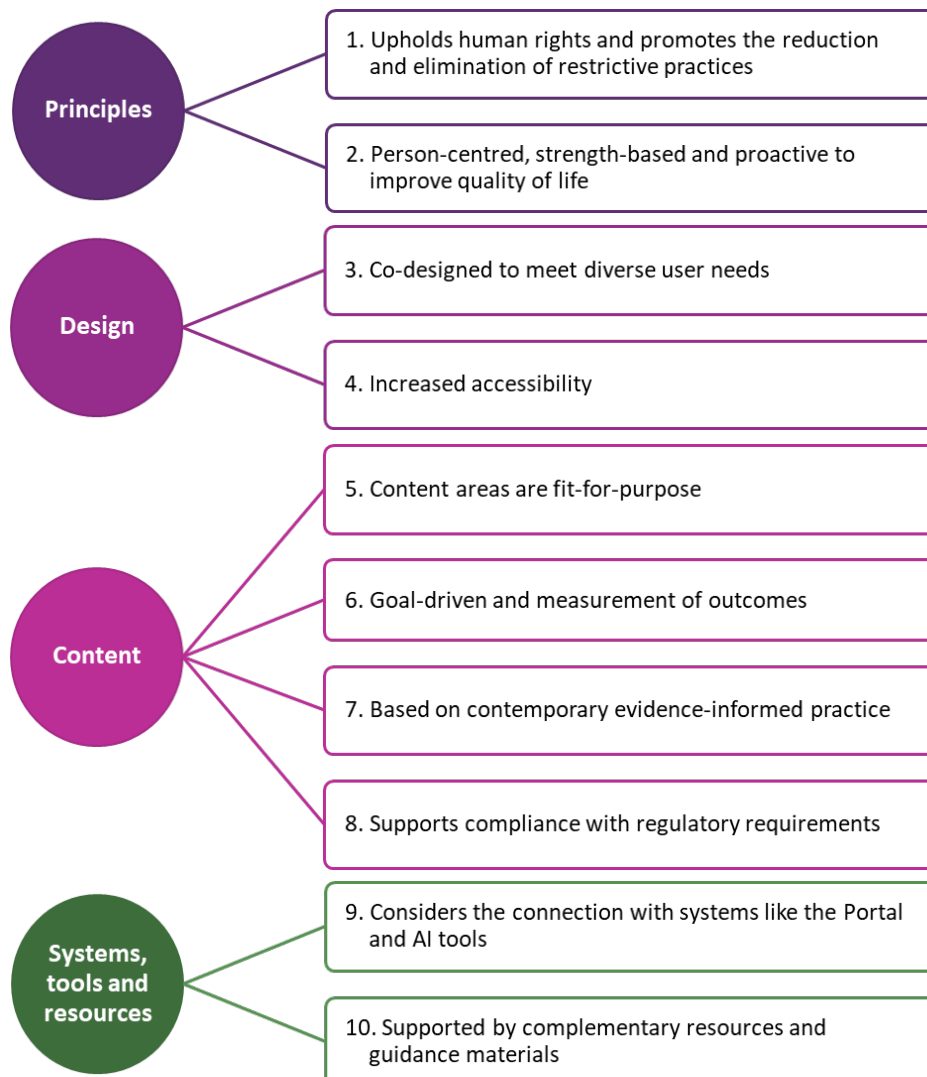 Principles
1. Upholds human rights and promotes the reduction
and elimination of restrictive practices
2. Person-centred, strength-based and proactive to
improve quality of life
Design
3. Co-designed to meet diverse user needs
4. Increased accessibility
Content
5. Content areas are fit-for-purpose
6. Goal-driven and measurement of outcomes
7. Based on contemporary evidence-informed practice
8. Supports compliance with regulatory requirements
Systems,
tools and
resources
9. Considers the connection with systems like the Portal
and AI tools
10. Supported by complementary resources and
guidance materials